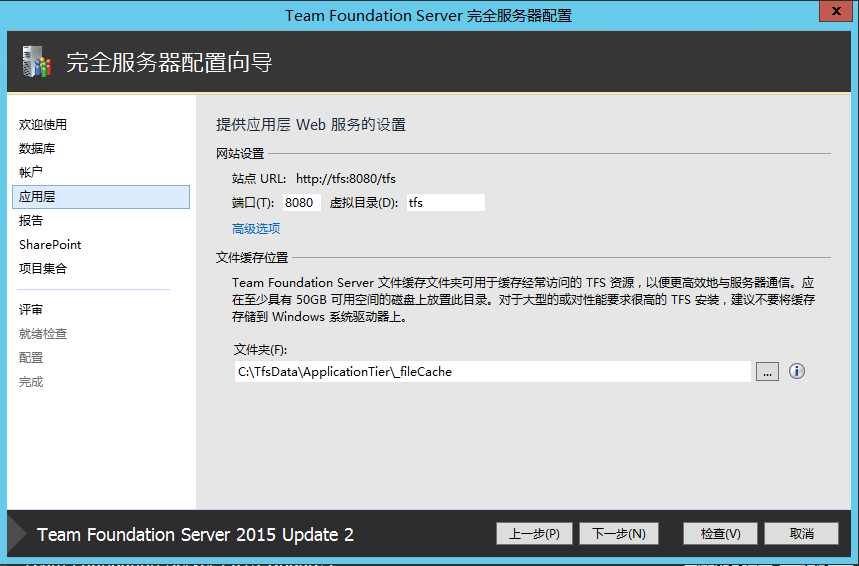 Team Foundation Server 完全服务器配置
x
完全服务器配置向导
欢迎使用
数据库
帐户
应用层
报告
SharePoint
项目集合
评审
就绪检查
配置
完成
提供应用层 Web 服务的设置
网站设置
站点 URL: http://tfs:8080/tfs
端口(T): 8080 虚拟目录(D): tfs
高级选项
文件缓存位置
Team Foundation Server 文件缓存文件夹可用于缓存经常访问的 TFS 资源，以便更高效地与服务器通信。应
在至少具有 50GB 可用空间的磁盘上放置此目录。对于大型的或对性能要求很高的 TFS 安装，建议不要将缓存
存储到 Windows 系统驱动器上。
文件夹(F):
C:\TfsData\ApplicationTier\_fileCache ...
Team Foundation Server 2015 Update 2
上一步(P) 下一步(N) 检查(V) 取消